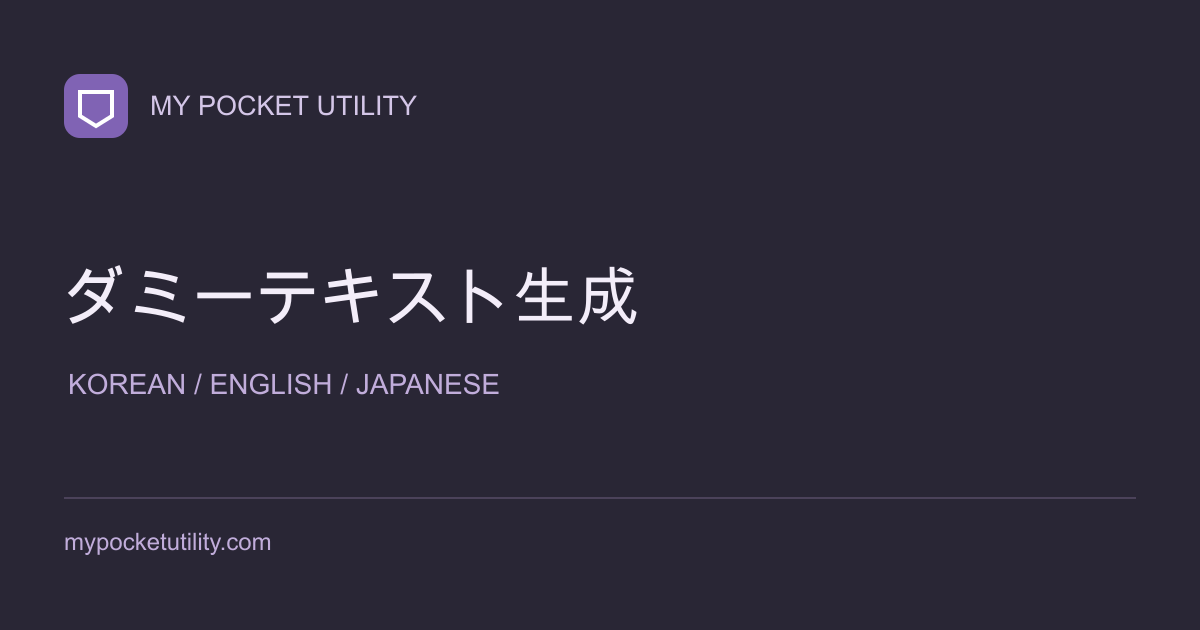 MY POCKET UTILITY
ダミーテキスト生成
KOREAN / ENGLISH / JAPANESE
mypocketutility.com